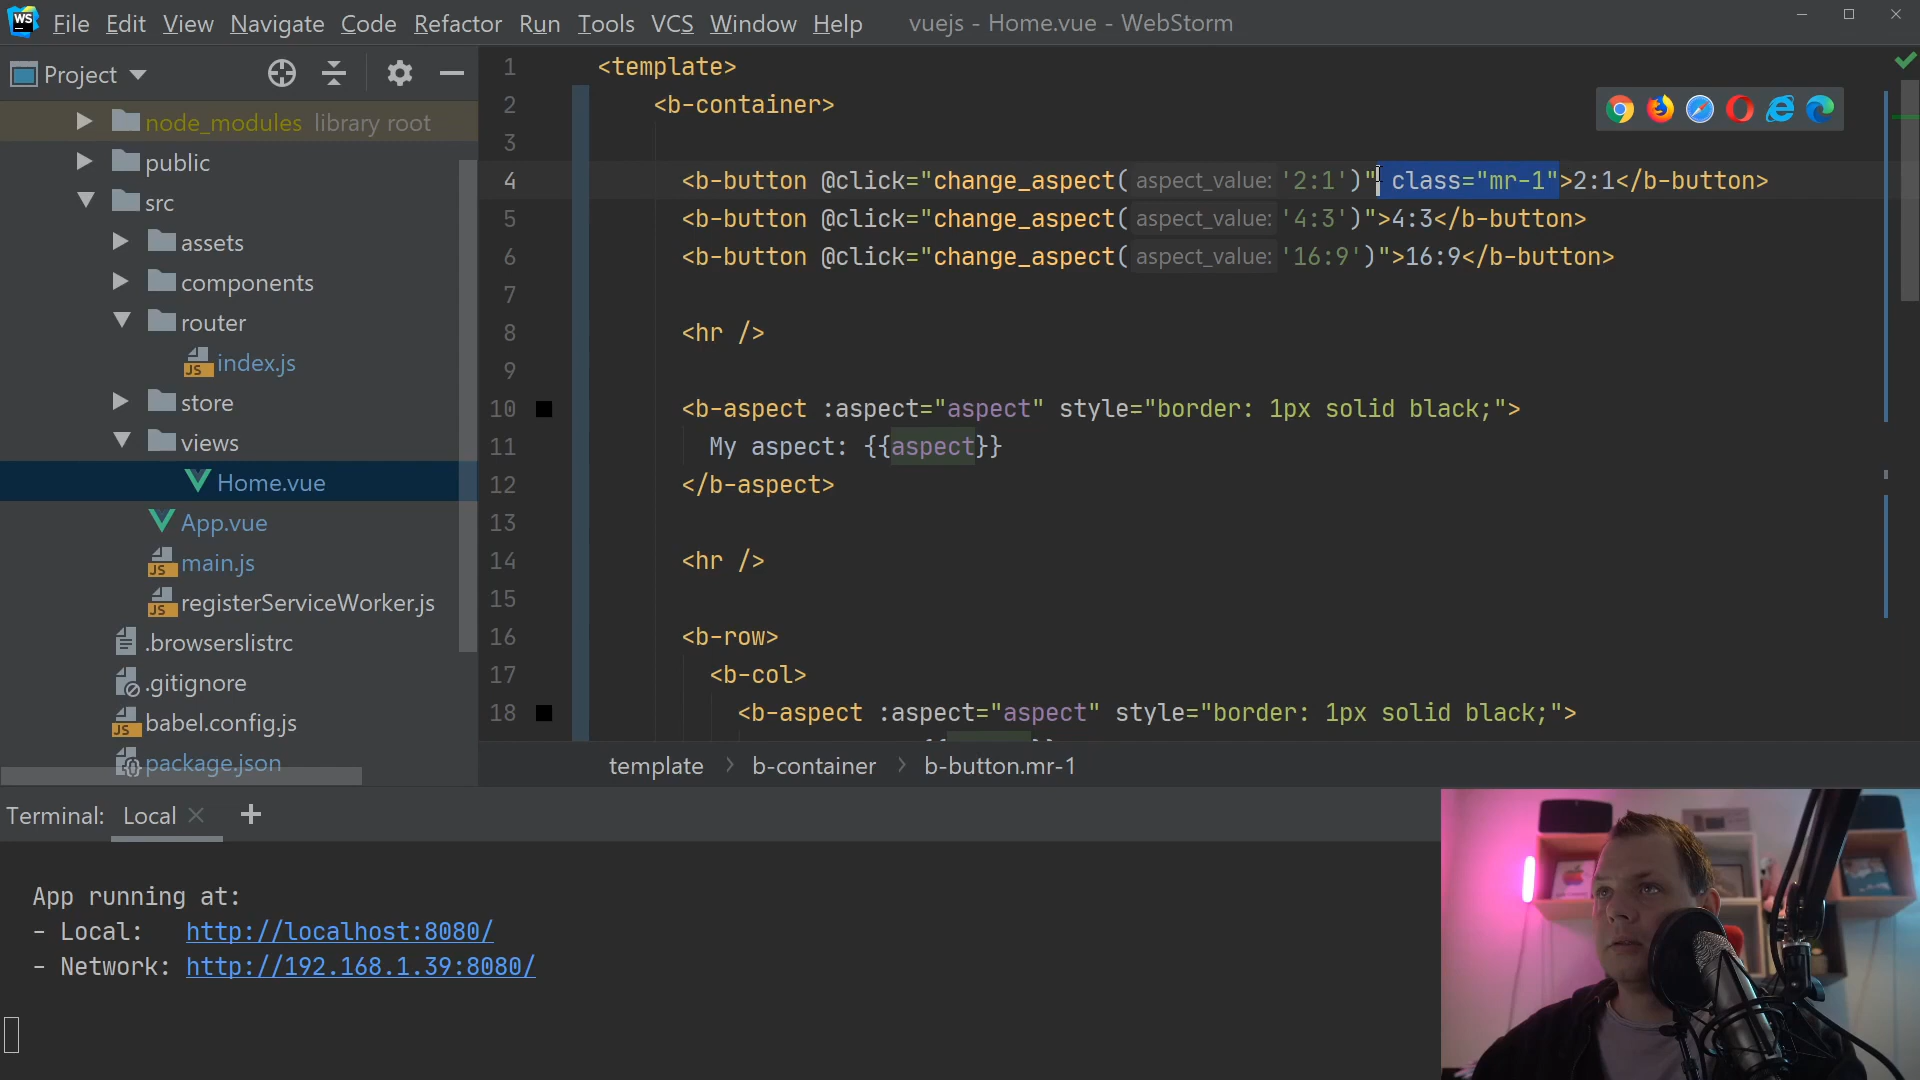 WS File Edit View Navigate Code Refactor Run Tools VCS Window Help vuejs - Home.vue - WebStorm
Project
node_modules library root
public
src
assets
components
router
JS index.js
store
views
Home.vue
App.vue
JS main.js
JS registerServiceWorker.js
.browserslistrc
.gitignore
JS babel.config.js
package.json
1 <template>
2 <b-container>
3
4 <b-button @click="change_aspect( aspect_value: '2:1')" class="mr-1">2:1</b-button>
5 <b-button @click="change_aspect( aspect_value: '4:3')">4:3</b-button>
6 <b-button @click="change_aspect( aspect_value: '16:9')">16:9</b-button>
7
8 <hr />
9
10 <b-aspect :aspect="aspect" style="border: 1px solid black;">
11 My aspect: {{aspect}}
12 </b-aspect>
13
14 <hr />
15
16 <b-row>
17 <b-col>
18 <b-aspect :aspect="aspect" style="border: 1px solid black;">
template > b-container > b-button.mr-1
Terminal: Local × +
App running at:
- Local: http://localhost:8080/
- Network: http://192.168.1.39:8080/